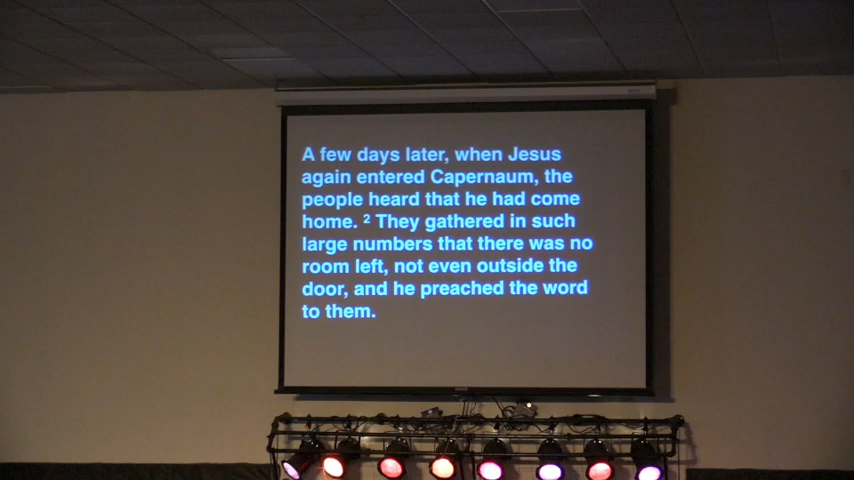 A few days later, when Jesus
again entered Capernaum, the
people heard that he had come
home. ² They gathered in such
large numbers that there was no
room left, not even outside the
door, and he preached the word
to them.